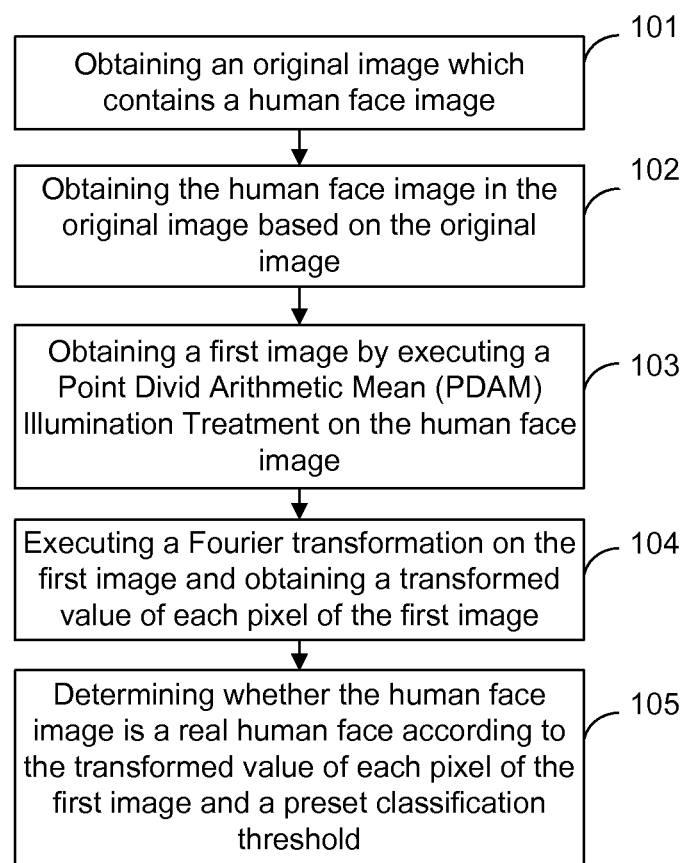 101
Obtaining an original image which
contains a human face image
102
Obtaining the human face image in the
original image based on the original
image
103
Obtaining a first image by executing a
Point Divid Arithmetic Mean (PDAM)
Illumination Treatment on the human face
image
104
Executing a Fourier transformation on the
first image and obtaining a transformed
value of each pixel of the first image
105
Determining whether the human face
image is a real human face according to
the transformed value of each pixel of the
first image and a preset classification
threshold